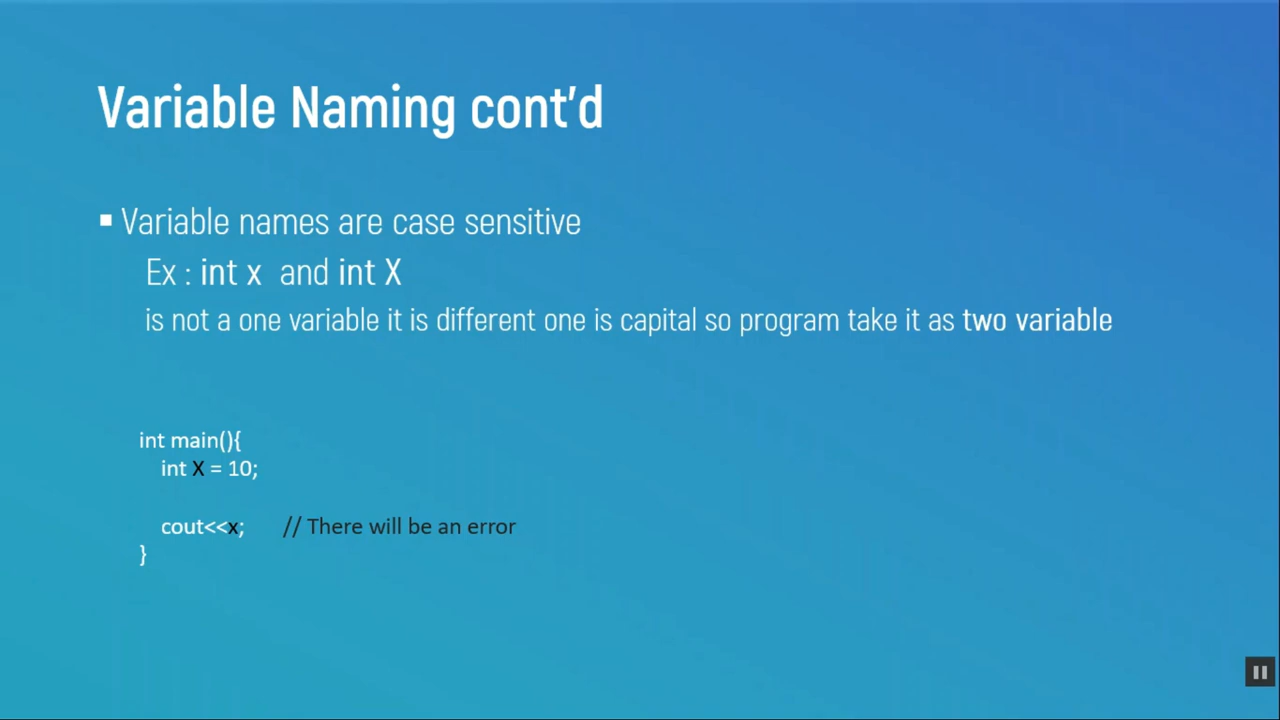 Variable Naming cont'd
▪ Variable names are case sensitive
Ex : int x and int X
is not a one variable it is different one is capital so program take it as two variable
int main(){
int X = 10;
cout<<x; // There will be an error
}